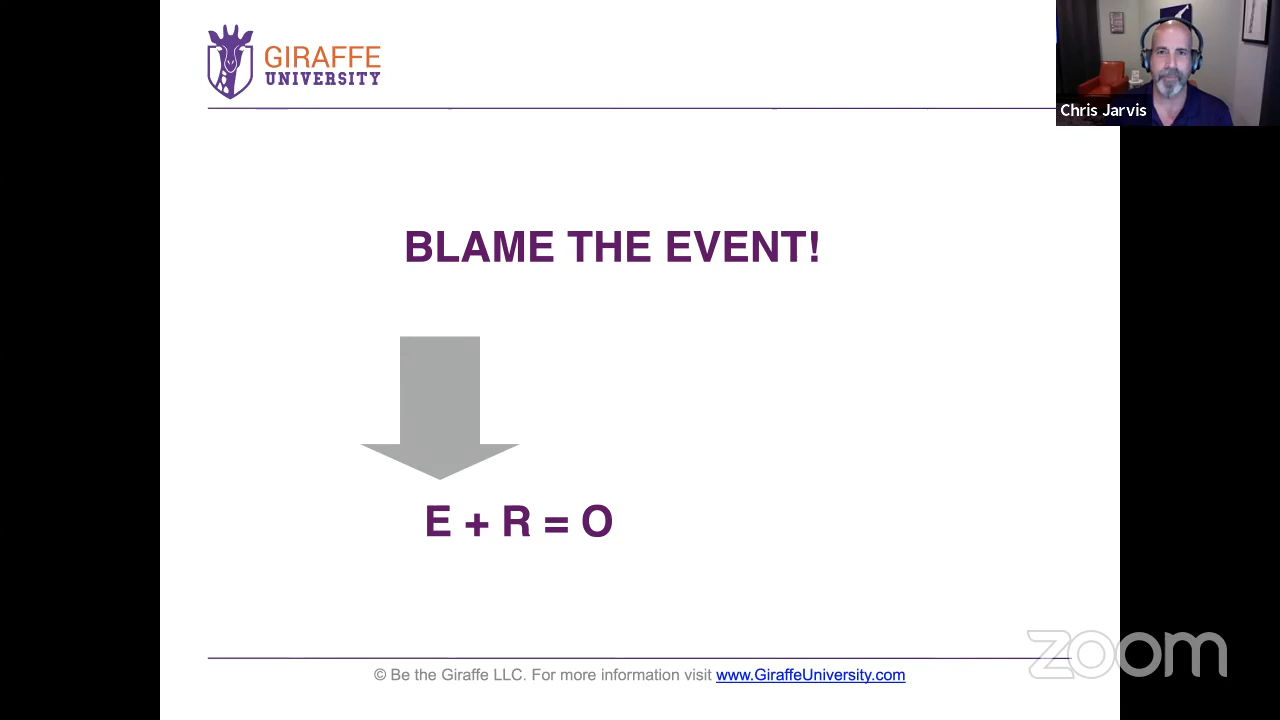 GIRAFFE
UNIVERSITY
Chris Jarvis
BLAME THE EVENT!
E + R = O
© Be the Giraffe LLC. For more information visit www.GiraffeUniversity.com
zoom